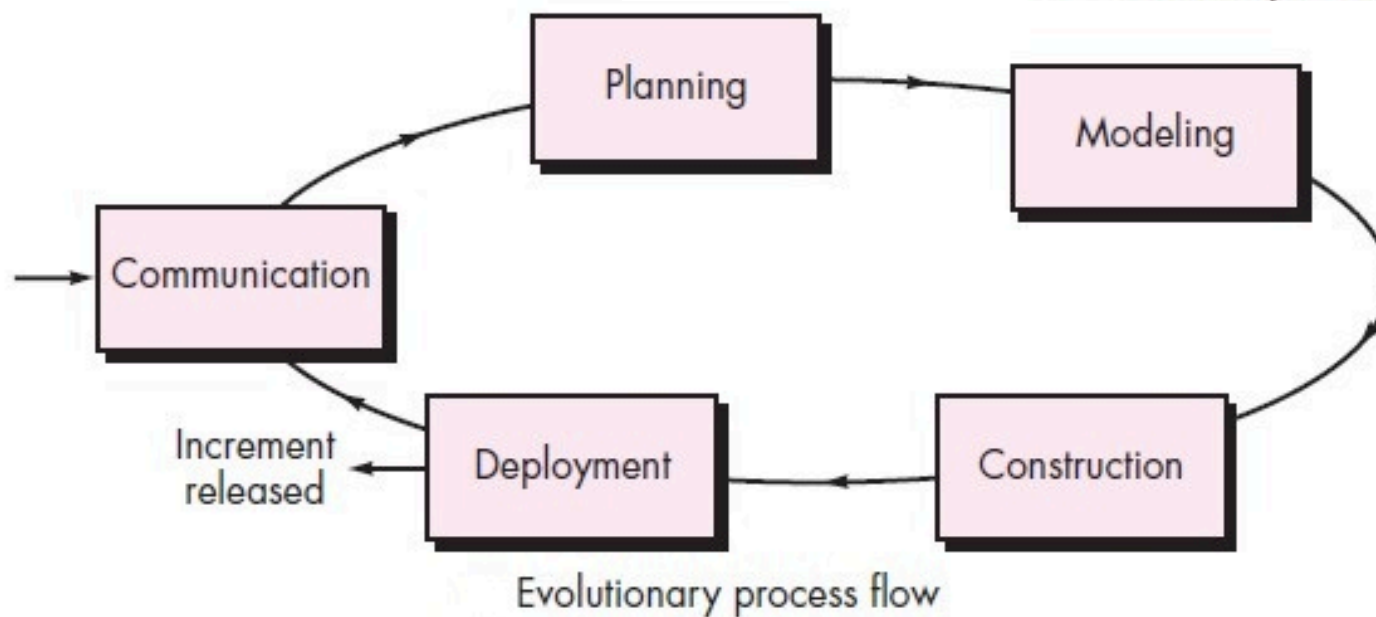 Planning
Modeling
Communication
Increment
released
Deployment
Construction
Evolutionary process flow